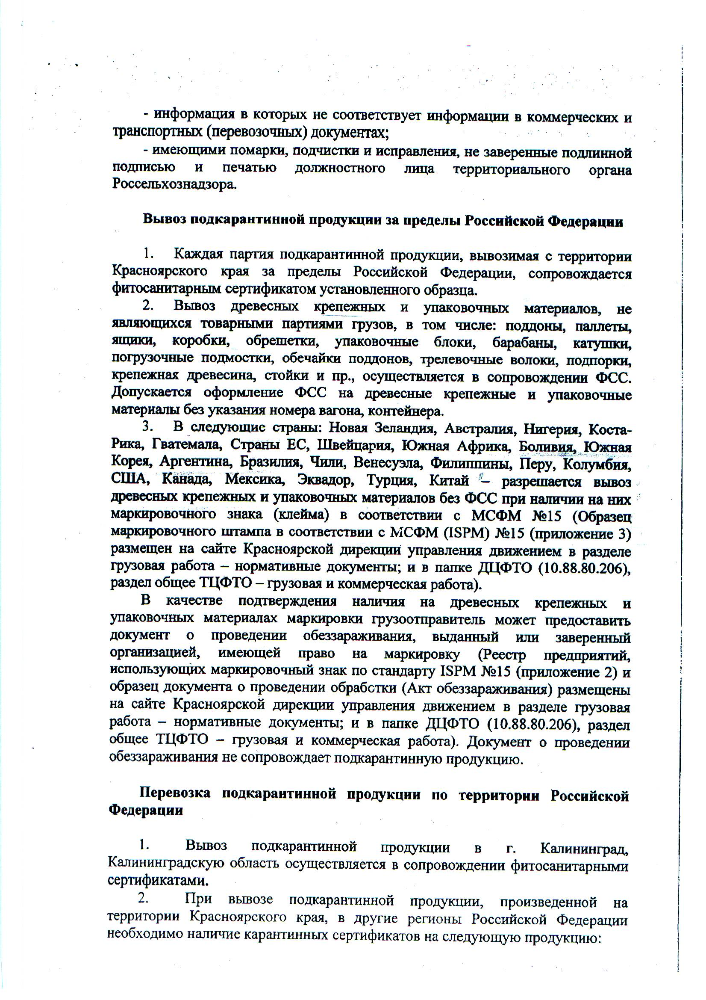 - информация в которых не соответствует информации в коммерческих и
транспортных (перевозочных) документах;
- имеющими помарки, подчистки и исправления, не заверенные подлинной
подписью и печатью должностного лица территориального органа
Россельхознадзора.
Вывоз подкарантинной продукции за пределы Российской Федерации
1. Каждая партия подкарантинной продукции, вывозимая с территории
Красноярского края за пределы Российской Федерации, сопровождается
фитосанитарным сертификатом установленного образца.
2. Вывоз древесных крепежных и упаковочных материалов, не
являющихся товарными партиями грузов, в том числе: поддоны, паллеты,
ящики, коробки, обрешетки, упаковочные блоки, барабаны, катушки,
погрузочные подмостки, обечайки поддонов, трелевочные волоки, подпорки,
крепежная древесина, стойки и пр., осуществляется в сопровождении ФСС.
Допускается оформление ФСС на древесные крепежные и упаковочные
материалы без указания номера вагона, контейнера.
3. В следующие страны: Новая Зеландия, Австралия, Нигерия, Коста-
Рика, Гватемала, Страны ЕС, Швейцария, Южная Африка, Боливия, Южная
Корея, Аргентина, Бразилия, Чили, Венесуэла, Филиппины, Перу, Колумбия,
США, Канада, Мексика, Эквадор, Турция, Китай – разрешается вывоз
древесных крепежных и упаковочных материалов без ФСС при наличии на них
маркировочного знака (клейма) в соответствии с МСФМ №15 (Образец
маркировочного штампа в соответствии с МСФМ (ISPM) №15 (приложение 3)
размещен на сайте Красноярской дирекции управления движением в разделе
грузовая работа – нормативные документы; и в папке ДЦФТО (10.88.80.206),
раздел общее ТЦФТО – грузовая и коммерческая работа).
В качестве подтверждения наличия на древесных крепежных и
упаковочных материалах маркировки грузоотправитель может предоставить
документ о проведении обеззараживания, выданный или заверенный
организацией, имеющей право на маркировку (Реестр предприятий,
использующих маркировочный знак по стандарту ISPM №15 (приложение 2) и
образец документа о проведении обработки (Акт обеззараживания) размещены
на сайте Красноярской дирекции управления движением в разделе грузовая
работа – нормативные документы; и в папке ДЦФТО (10.88.80.206), раздел
общее ТЦФТО – грузовая и коммерческая работа). Документ о проведении
обеззараживания не сопровождает подкарантинную продукцию.
Перевозка подкарантинной продукции по территории Российской
Федерации
1. Вывоз подкарантинной продукции в г. Калининград,
Калининградскую область осуществляется в сопровождении фитосанитарными
сертификатами.
2. При вывозе подкарантинной продукции, произведенной на
территории Красноярского края, в другие регионы Российской Федерации
необходимо наличие карантинных сертификатов на следующую продукцию: